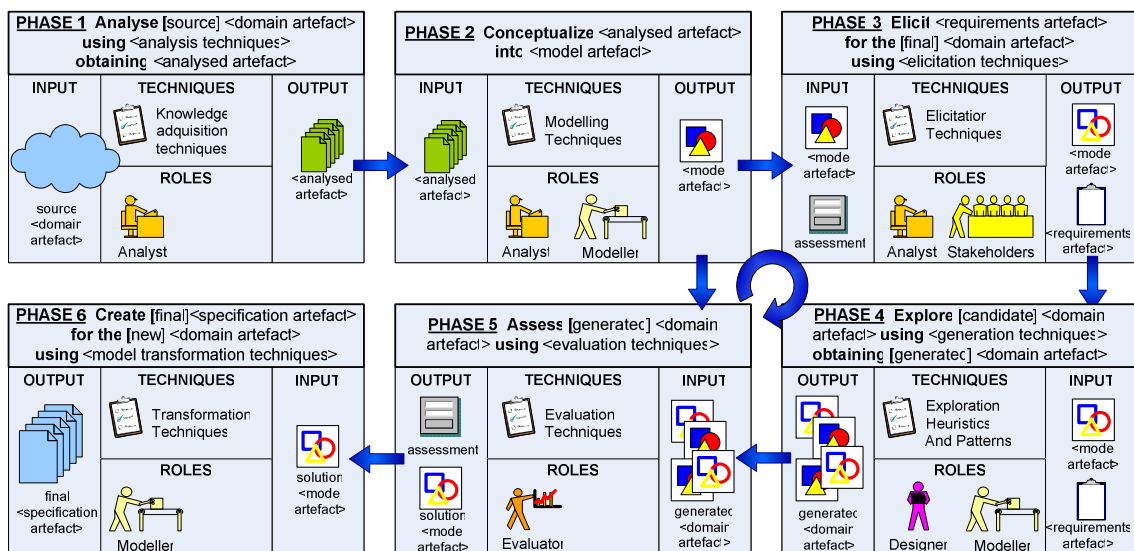 PHASE 1 Analyse [source] <domain artefact>
using <analysis techniques>
obtaining <analysed artefact>
INPUT
TECHNIQUES
OUTPUT
Knowledge
adquisition
techniques
source
<domain
artefact>
ROLES
Analyst
<analysed
artefact>
PHASE 2 Conceptualize <analysed artefact>
into <model artefact>
INPUT
TECHNIQUES
OUTPUT
Modelling
Techniques
<analysed
artefact>
ROLES
Analyst
Modeller
<mode
artefact>
PHASE 3 Elicit <requirements artefact>
for the [final] <domain artefact>
using <elicitation techniques>
INPUT
TECHNIQUES
OUTPUT
Elicitation
Techniques
<mode
artefact>
assessment
ROLES
Analyst
Stakeholders
<mode
artefact>
<requirements
artefact>
PHASE 6 Create [final]<specification artefact>
for the [new] <domain artefact>
using <model transformation techniques>
OUTPUT
TECHNIQUES
INPUT
Transformation
Techniques
final
<specification
artefact>
ROLES
Modeller
solution
<mode
artefact>
PHASE 5 Assess [generated] <domain
artefact> using <evaluation techniques>
OUTPUT
TECHNIQUES
INPUT
Evaluation
Techniques
assessment
solution
<mode
artefact>
ROLES
Evaluator
generated
<domain
artefact>
PHASE 4 Explore [candidate] <domain
artefact> using <generation techniques>
obtaining [generated] <domain artefact>
OUTPUT
TECHNIQUES
INPUT
Exploration
Heuristics
And Patterns
generated
<domain
artefact>
ROLES
Designer
Modeller
<mode
artefact>
<requirements
artefact>